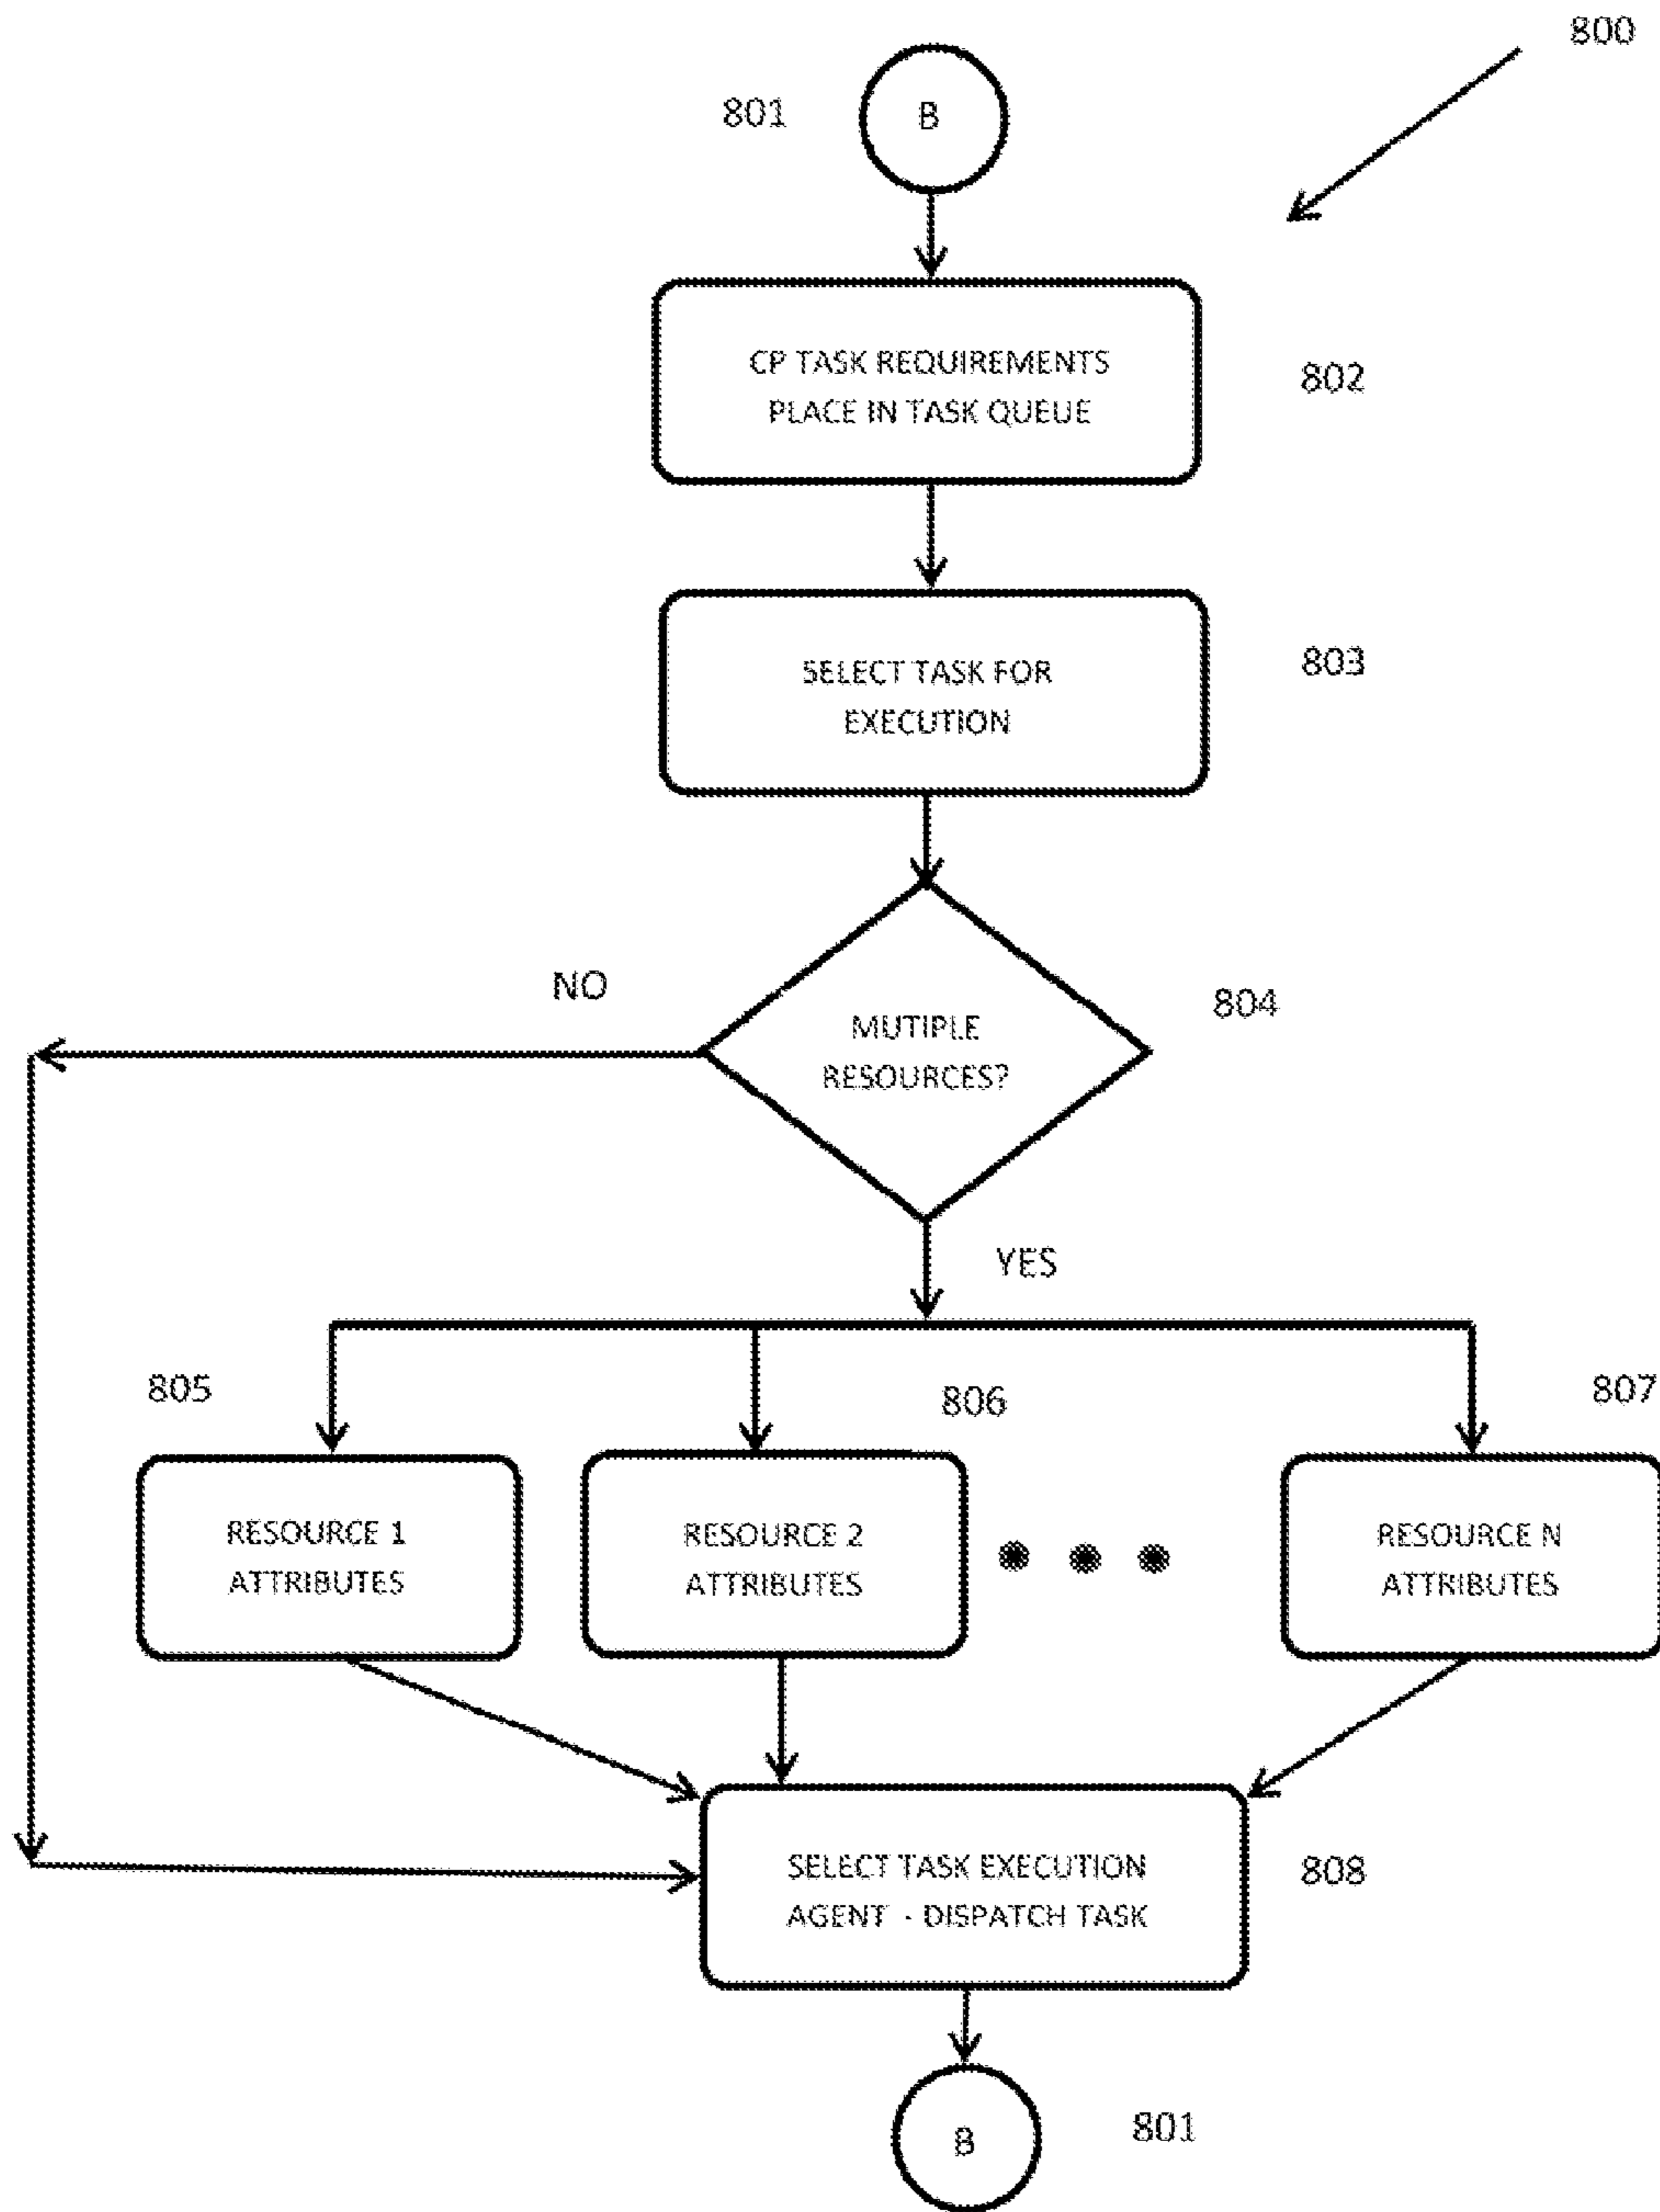 800
801
B
CP TASK REQUIREMENTS
PLACE IN TASK QUEUE
802
SELECT TASK FOR
EXECUTION
803
NO
MUTIPLE
RESOURCES?
804
YES
805
806
807
RESOURCE 1
ATTRIBUTES
RESOURCE 2
ATTRIBUTES
RESOURCE N
ATTRIBUTES
SELECT TASK EXECUTION
AGENT - DISPATCH TASK
808
B
801